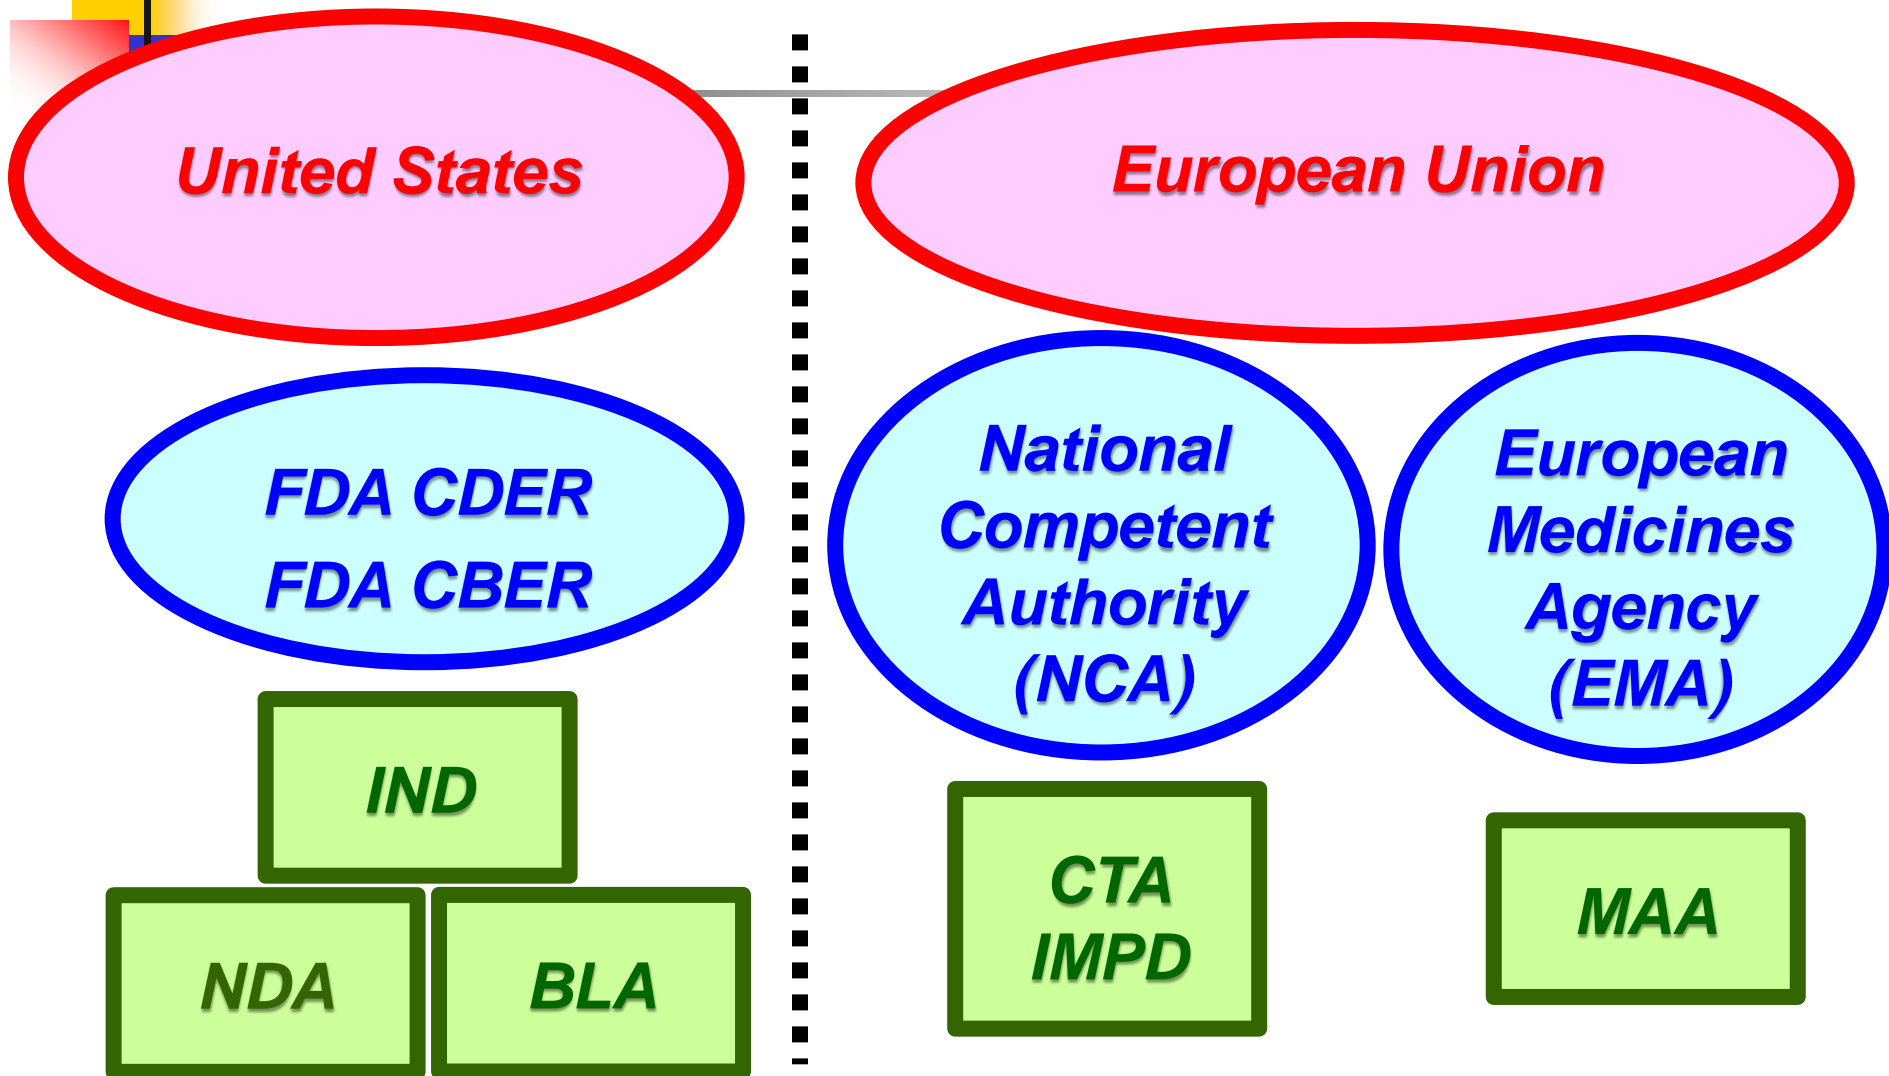 United States
European Union
FDA CDER
FDA CBER
National
Competent
Authority
(NCA)
European
Medicines
Agency
(EMA)
IND
NDA
BLA
CTA
IMPD
MAA